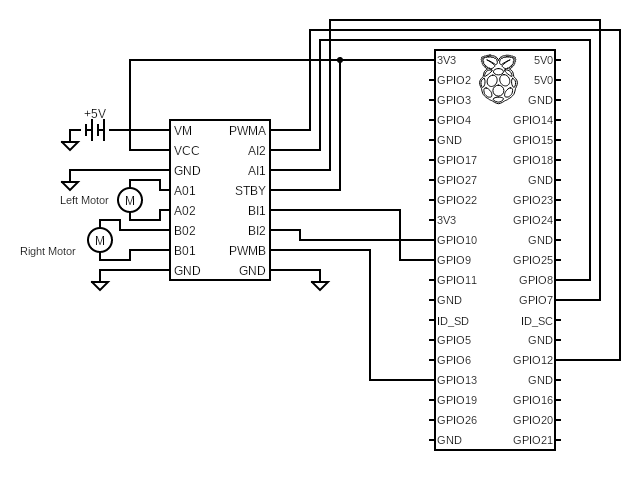 +5V
VM
VCC
GND
A01
A02
B02
B01
GND
PWMA
AI2
AI1
STBY
BI1
BI2
PWMB
GND
Left Motor
M
Right Motor
M
3V3
GPIO2
GPIO3
GPIO4
GND
GPIO17
GPIO27
GPIO22
3V3
GPIO10
GPIO9
GPIO11
GND
ID_SD
GPIO5
GPIO6
GPIO13
GPIO19
GPIO26
GND
5V0
5V0
GND
GPIO14
GPIO15
GPIO18
GND
GPIO23
GPIO24
GND
GPIO25
GPIO8
GPIO7
ID_SC
GND
GPIO12
GND
GPIO16
GPIO20
GPIO21